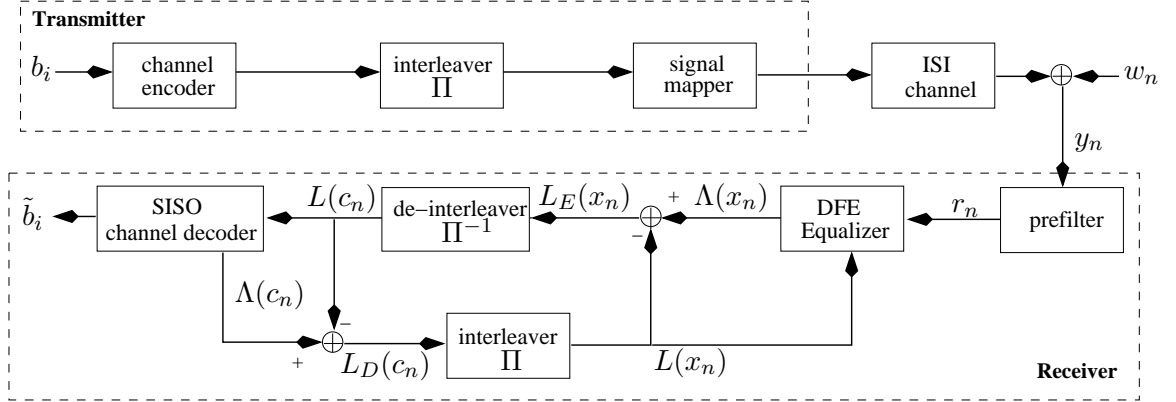 Transmitter
b_i
channel
encoder
interleaver
Π
signal
mapper
ISI
channel
w_n
y_n
b̃_i
SISO
channel decoder
L(c_n)
de-interleaver
Π^{-1}
L_E(x_n)
+
−
Λ(x_n)
DFE
Equalizer
r_n
prefilter
Λ(c_n)
−
+
L_D(c_n)
interleaver
Π
L(x_n)
Receiver